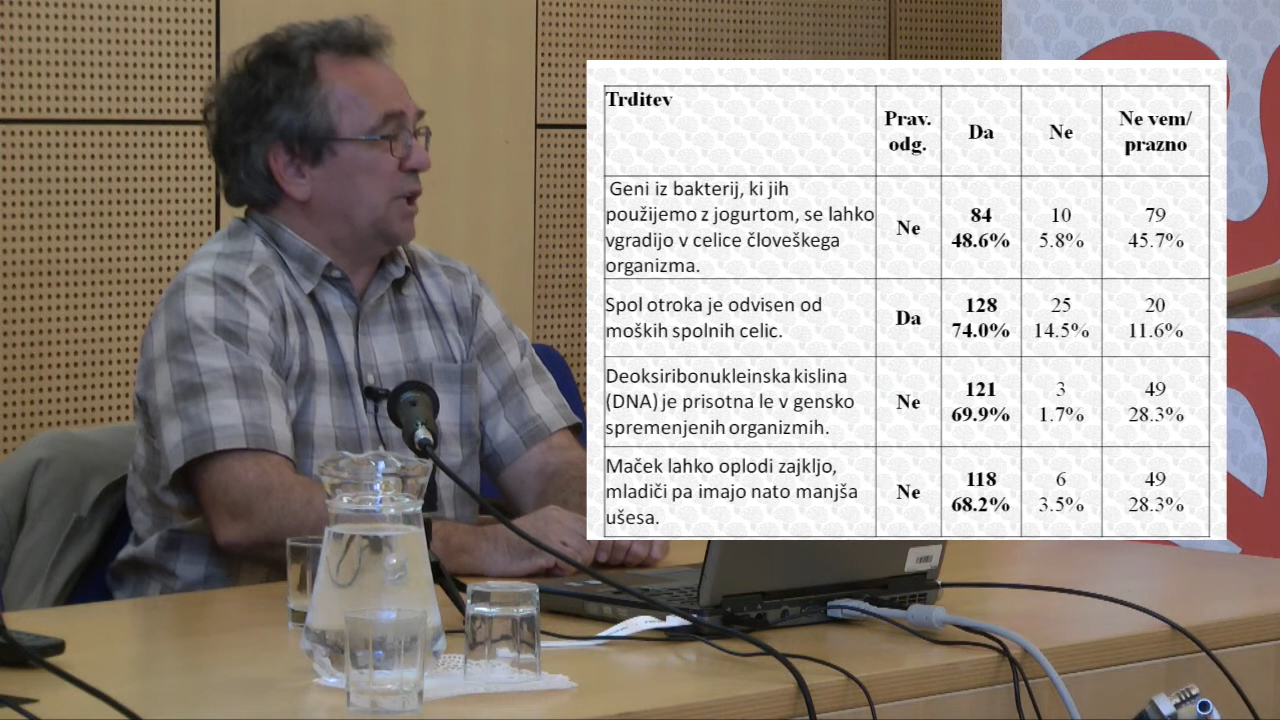 Trditev
Prav. odg.
Da
Ne
Ne vem/ prazno
Geni iz bakterij, ki jih
použijemo z jogurtom, se lahko
vgradijo v celice človeškega
organizma.
Ne
84
48.6%
10
5.8%
79
45.7%
Spol otroka je odvisen od
moških spolnih celic.
Da
128
74.0%
25
14.5%
20
11.6%
Deoksiribonukleinska kislina
(DNA) je prisotna le v gensko
spremenjenih organizmih.
Ne
121
69.9%
3
1.7%
49
28.3%
Maček lahko oplodi zajkljo,
mladiči pa imajo nato manjša
ušesa.
Ne
118
68.2%
6
3.5%
49
28.3%